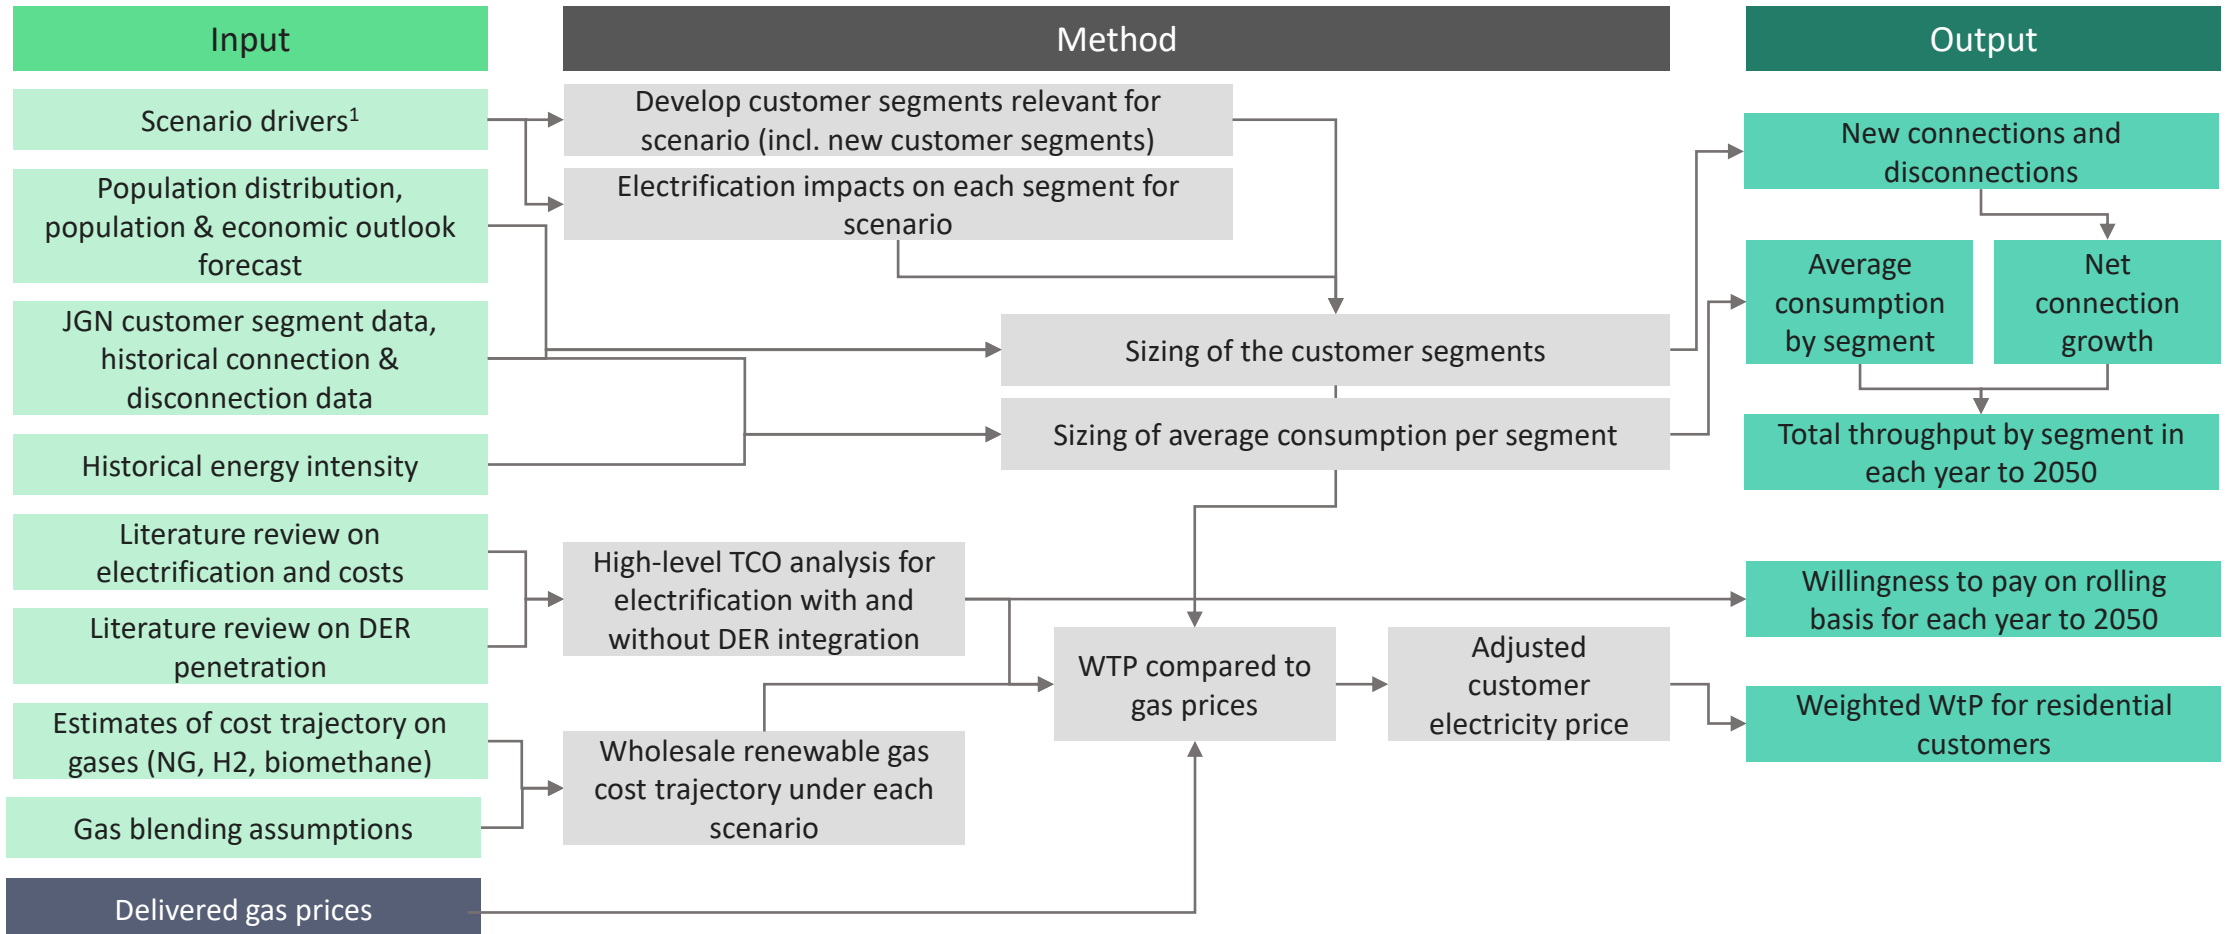 Input
Method
Output
Scenario drivers¹
Population distribution,
population & economic outlook
forecast
JGN customer segment data,
historical connection &
disconnection data
Historical energy intensity
Literature review on
electrification and costs
Literature review on DER
penetration
Estimates of cost trajectory on
gases (NG, H2, biomethane)
Gas blending assumptions
Delivered gas prices
Develop customer segments relevant for
scenario (incl. new customer segments)
Electrification impacts on each segment for
scenario
Sizing of the customer segments
Sizing of average consumption per segment
High-level TCO analysis for
electrification with and
without DER integration
WTP compared to
gas prices
Adjusted
customer
electricity price
Wholesale renewable gas
cost trajectory under each
scenario
New connections and
disconnections
Average
consumption
by segment
Net
connection
growth
Total throughput by segment in
each year to 2050
Willingness to pay on rolling
basis for each year to 2050
Weighted WtP for residential
customers